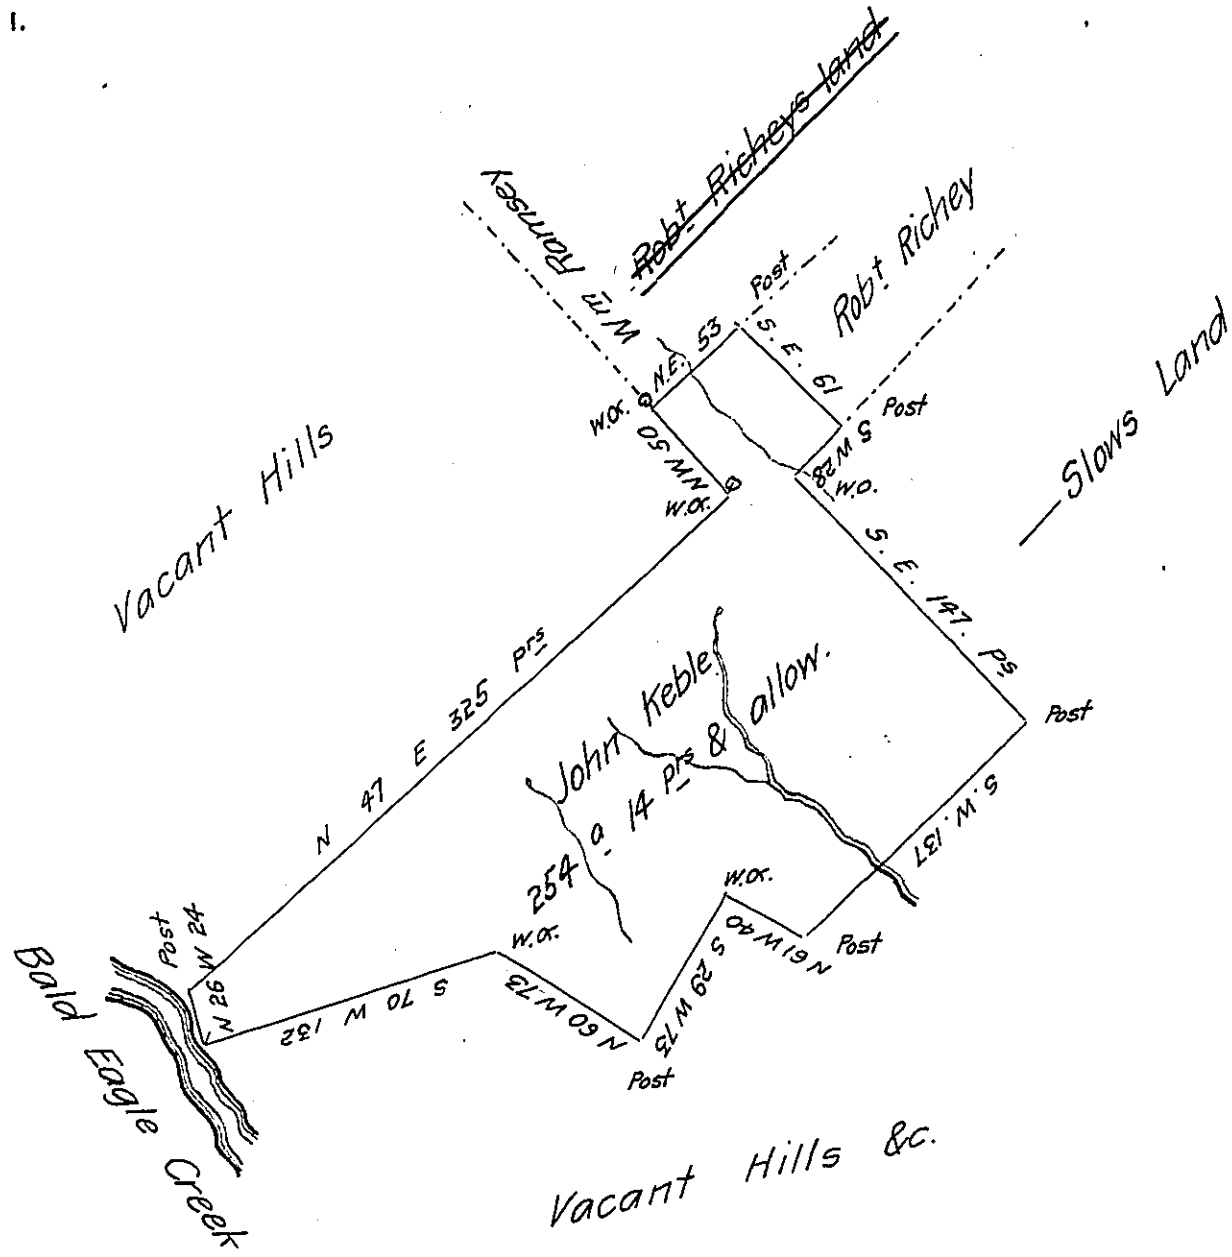 1.
Robt Richeys land
Wm Ramsey
Robt Richey
Post
N.E. 53
S. E. 61
Post
S W 28
W.O.
W.O.
NW 50
W.O.
Slows Land
Vacant Hills
S. E. 147. Ps
Post
N 47 E 325 Prs
John Keble
254 a 14 Prs & allow.
S. W. 137
Post
N 61 W 40
W.O.
S 29 W 73
Post
N 60 W 73
W.O.
S 70 W 132
N 26 W 24
Post
Bald Eagle Creek
Vacant Hills &c.